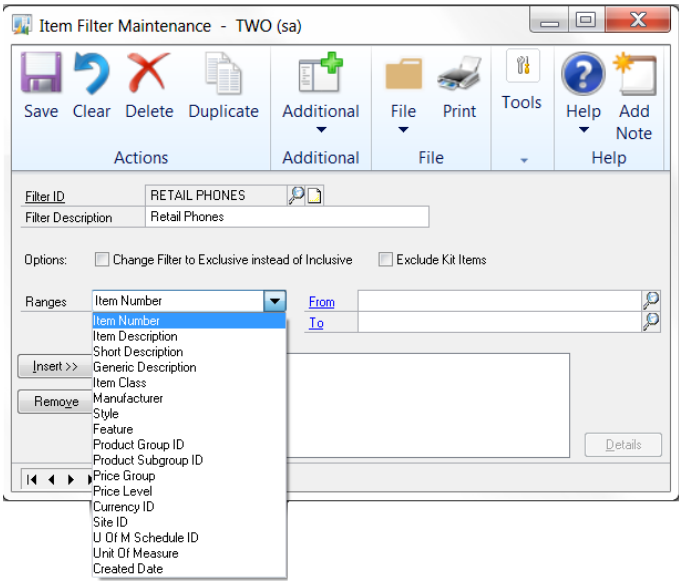 Item Filter Maintenance - TWO (sa)
Save Clear Delete Duplicate Additional File Print Tools Help Add Note
Actions Additional File Help
Filter ID RETAIL PHONES
Filter Description Retail Phones
Options: Change Filter to Exclusive instead of Inclusive Exclude Kit Items
Ranges Item Number From
To
Item Number
Item Description
Short Description
Generic Description
Item Class
Manufacturer
Style
Feature
Product Group ID
Product Subgroup ID
Price Group
Price Level
Currency ID
Site ID
U Of M Schedule ID
Unit Of Measure
Created Date
Insert >>
Remove
Details